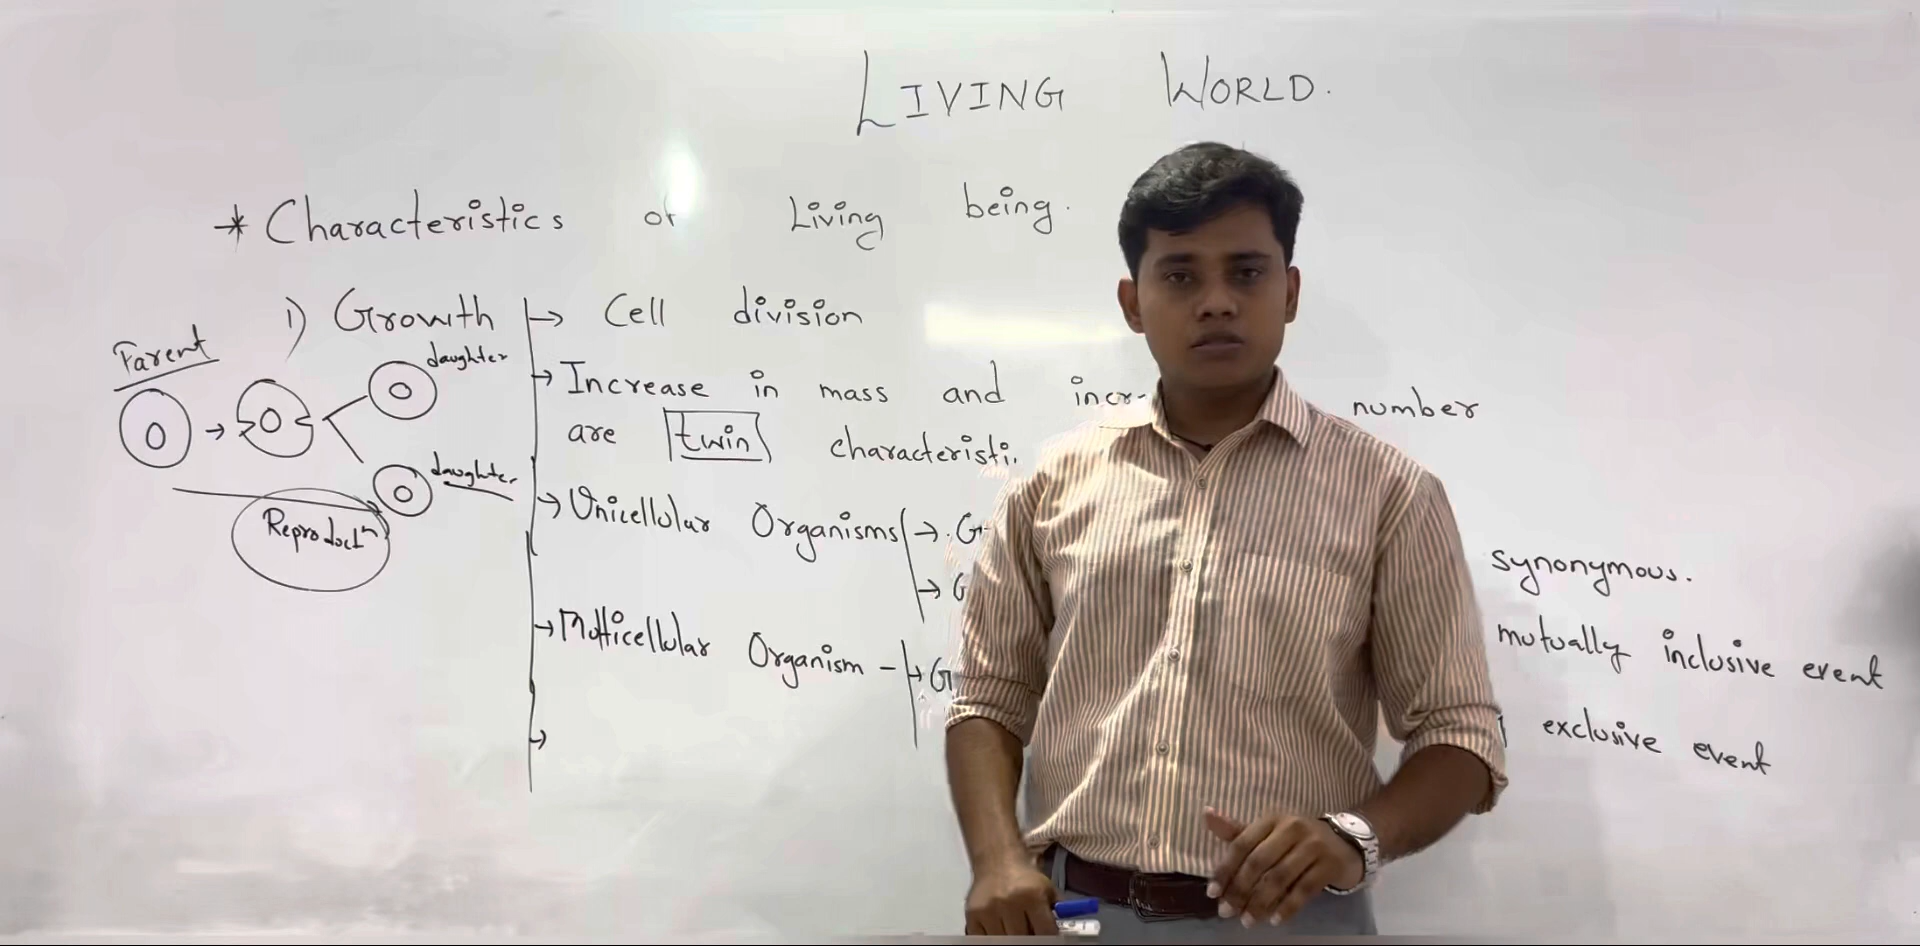 LIVING WORLD.
* Characteristics of Living being.
1) Growth → Cell division
Parent
daughter
daughter
Reproductn
→ Increase in mass and incr number
are twin characteristi
→ Unicellular Organisms → G
synonymous.
→ G
mutually inclusive event
→ Multicellular Organism - → G
exclusive event
→